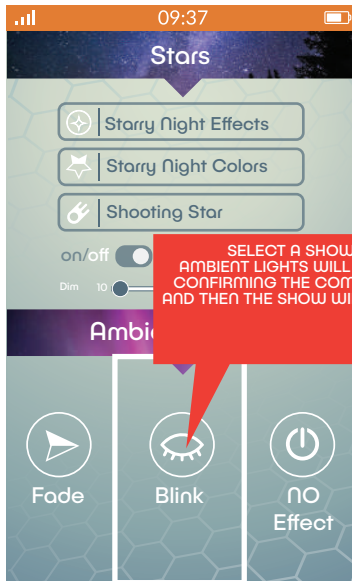 09:37
Stars
Starry Night Effects
Starry Night Colors
Shooting Star
on/off
Dim 10
SELECT A SHOW
AMBIENT LIGHTS WILL
CONFIRMING THE COM
AND THEN THE SHOW WI
Ambie
Fade
Blink
NO
Effect